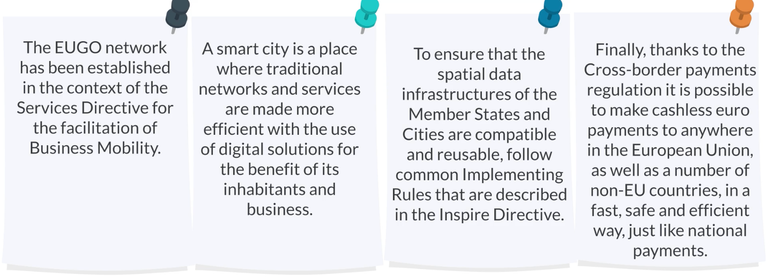 The EUGO network
has been established
in the context of the
Services Directive for
the facilitation of
Business Mobility.
A smart city is a place
where traditional
networks and services
are made more
efficient with the use
of digital solutions for
the benefit of its
inhabitants and
business.
To ensure that the
spatial data
infrastructures of the
Member States and
Cities are compatible
and reusable, follow
common Implementing
Rules that are described
in the Inspire Directive.
Finally, thanks to the
Cross-border payments
regulation it is possible
to make cashless euro
payments to anywhere
in the European Union,
as well as a number of
non-EU countries, in a
fast, safe and efficient
way, just like national
payments.